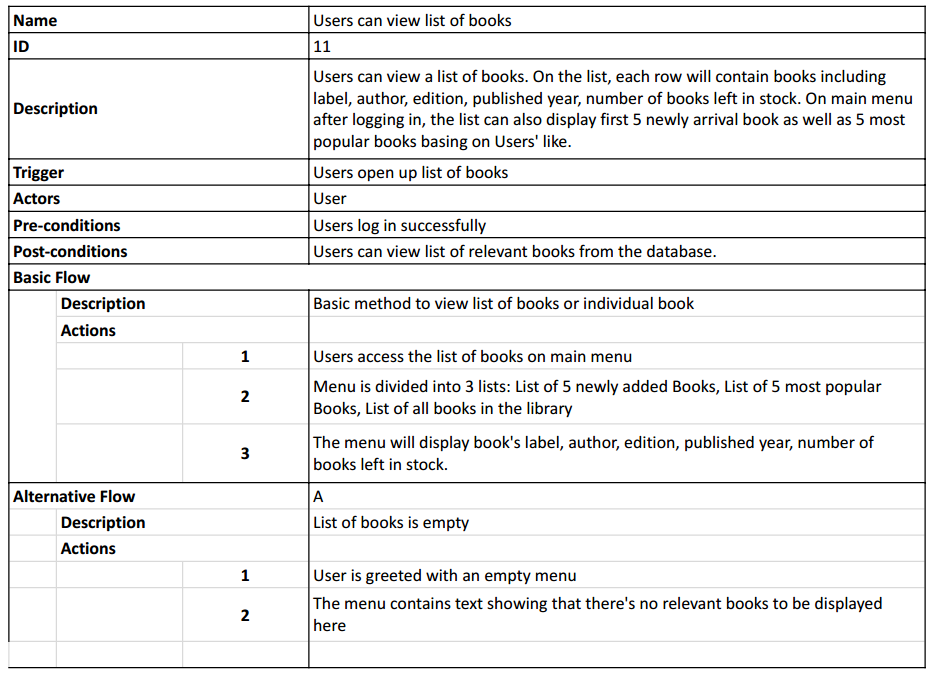 Name Users can view list of books
ID 11
Description
Users can view a list of books. On the list, each row will contain books including
label, author, edition, published year, number of books left in stock. On main menu
after logging in, the list can also display first 5 newly arrival book as well as 5 most
popular books basing on Users' like.
Trigger Users open up list of books
Actors User
Pre-conditions Users log in successfully
Post-conditions Users can view list of relevant books from the database.
Basic Flow
Description Basic method to view list of books or individual book
Actions
1 Users access the list of books on main menu
2
Menu is divided into 3 lists: List of 5 newly added Books, List of 5 most popular
Books, List of all books in the library
3
The menu will display book's label, author, edition, published year, number of
books left in stock.
Alternative Flow A
Description List of books is empty
Actions
1 User is greeted with an empty menu
2
The menu contains text showing that there's no relevant books to be displayed
here